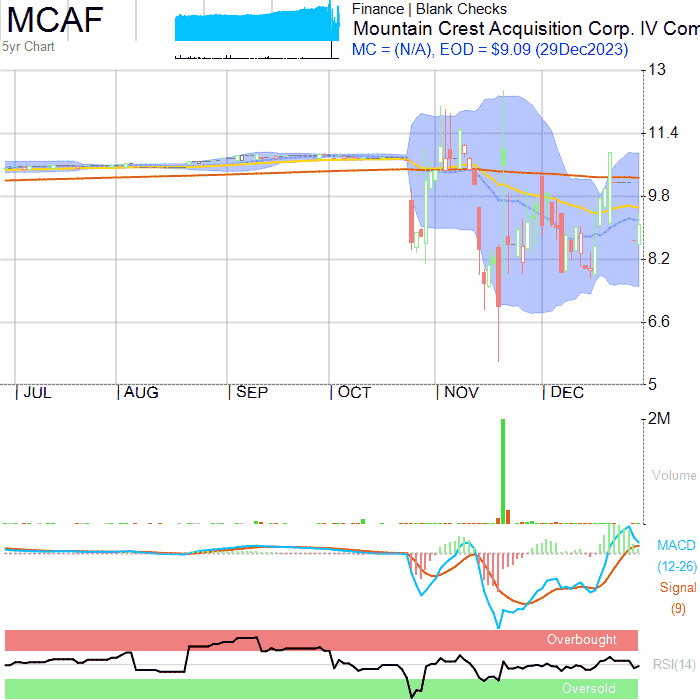 MCAF
5yr Chart
Finance | Blank Checks
Mountain Crest Acquisition Corp. IV Com
MC = (N/A), EOD = $9.09 (29Dec2023)
13
11.4
9.8
8.2
6.6
5
JUL
AUG
SEP
OCT
NOV
DEC
2M
Volume
MACD
(12-26)
Signal
(9)
Overbought
RSI(14)
Oversold